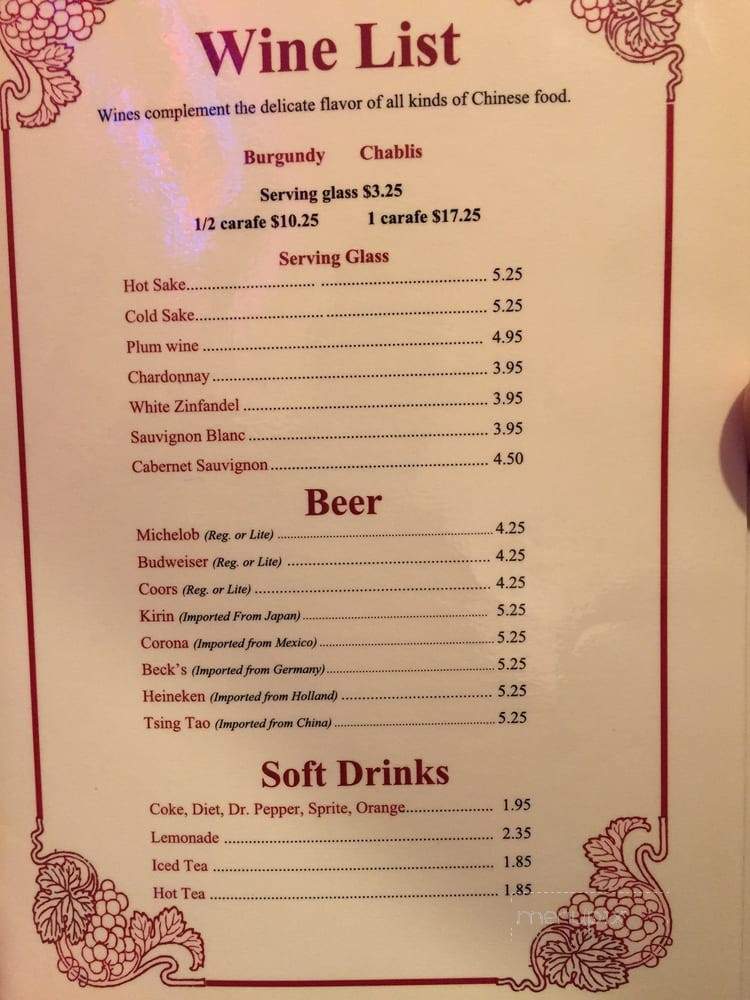 Wine List
Wines complement the delicate flavor of all kinds of Chinese food.
Burgundy Chablis
Serving glass $3.25
1/2 carafe $10.25 1 carafe $17.25
Serving Glass
Hot Sake 5.25
Cold Sake 5.25
Plum wine 4.95
Chardonnay 3.95
White Zinfandel 3.95
Sauvignon Blanc 3.95
Cabernet Sauvignon 4.50
Beer
Michelob (Reg. or Lite) 4.25
Budweiser (Reg. or Lite) 4.25
Coors (Reg. or Lite) 4.25
Kirin (Imported From Japan) 5.25
Corona (Imported from Mexico) 5.25
Beck's (Imported from Germany) 5.25
Heineken (Imported from Holland) 5.25
Tsing Tao (Imported from China) 5.25
Soft Drinks
Coke, Diet, Dr. Pepper, Sprite, Orange 1.95
Lemonade 2.35
Iced Tea 1.85
Hot Tea 1.85